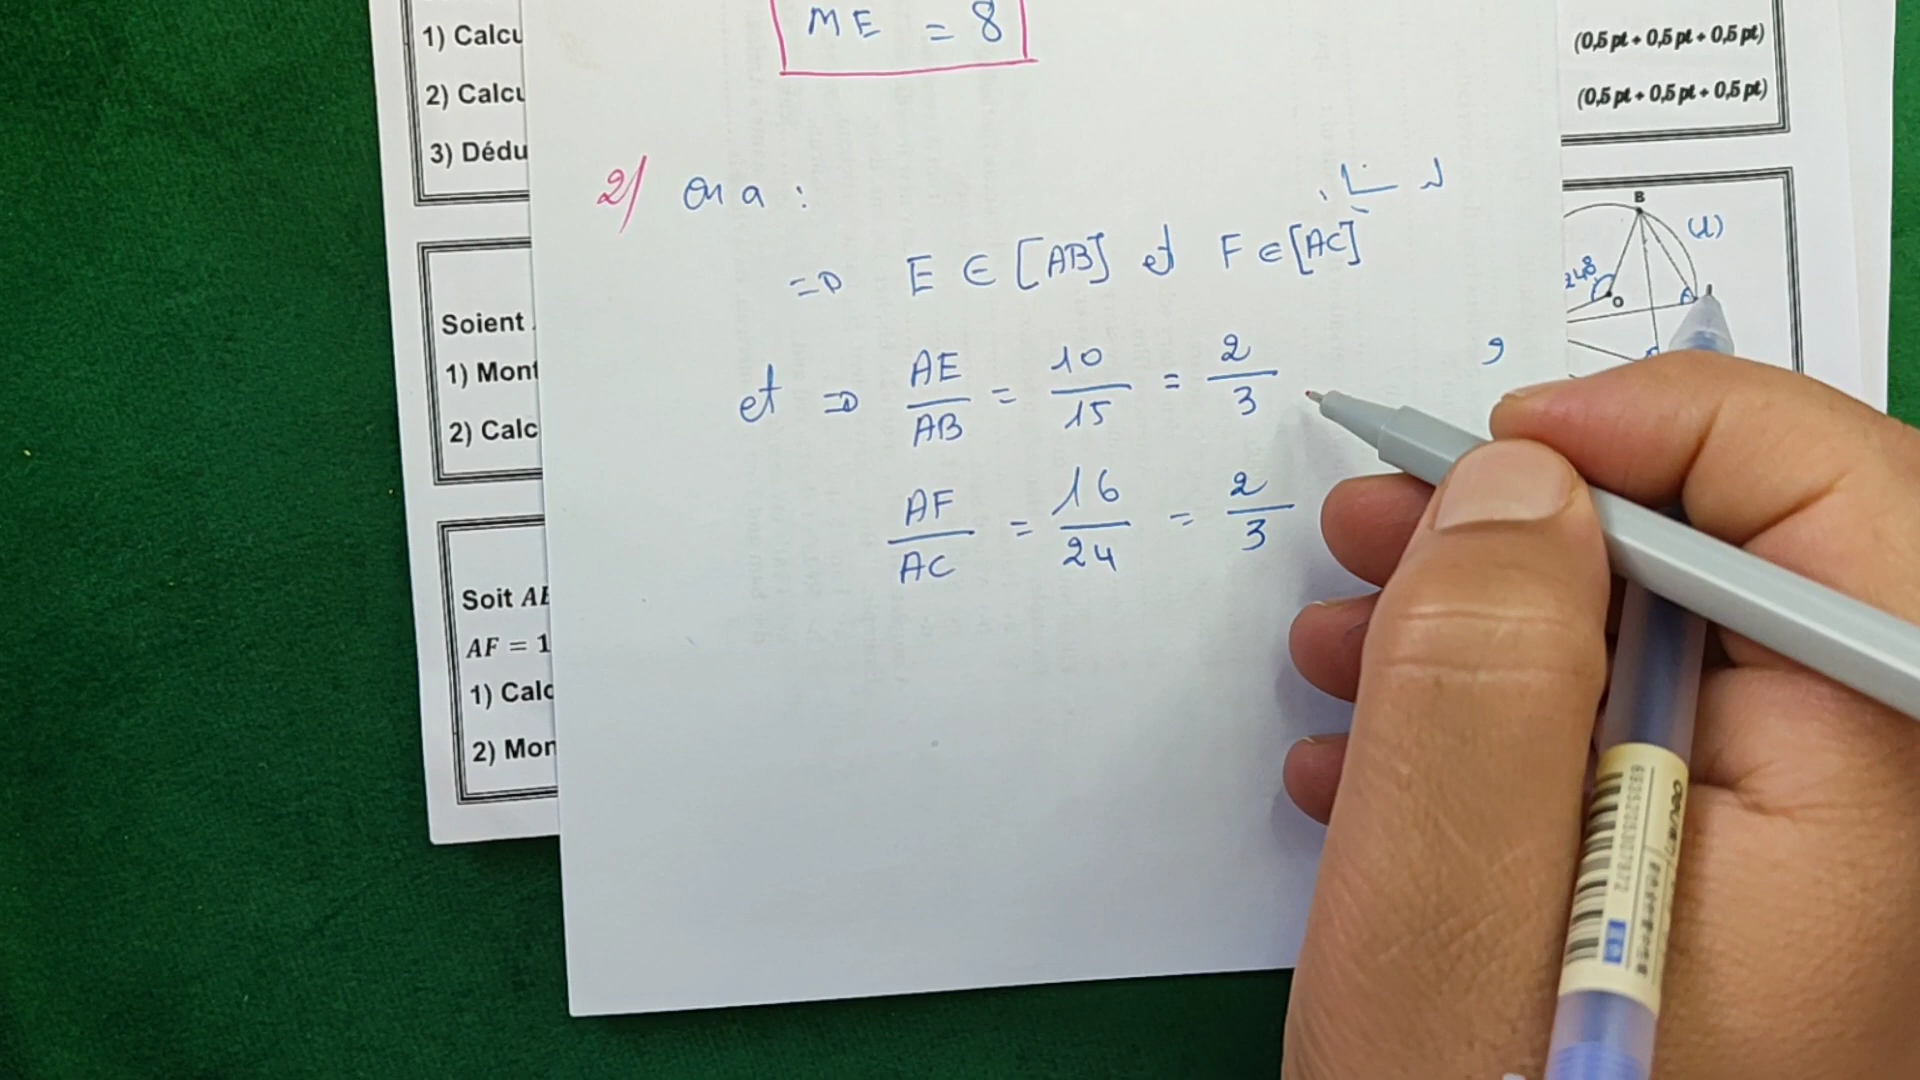 ME = 8
1) Calcu
2) Calcu
3) Dédu
(0,5 pt + 0,5 pt + 0,5 pt)
(0,5 pt + 0,5 pt + 0,5 pt)
2/ on a :
=> E ∈ [AB] et F ∈ [AC]
et => AE/AB = 10/15 = 2/3
AF/AC = 16/24 = 2/3
Soient
1) Mont
2) Calc
B
(d)
O
A
Soit AE
AF = 1
1) Calc
2) Mon
deli